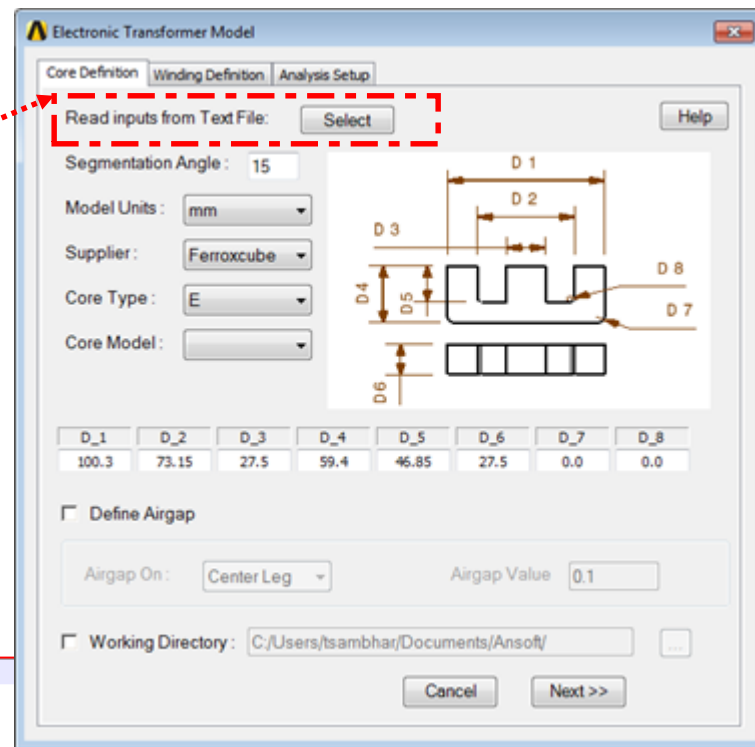 Electronic Transformer Model
Core Definition Winding Definition Analysis Setup
Read inputs from Text File: Select Help
Segmentation Angle : 15
Model Units : mm
Supplier : Ferroxcube
Core Type : E
Core Model :
D 1
D 2
D 3
D 8
D4
D5
D 7
D6
D_1 D_2 D_3 D_4 D_5 D_6 D_7 D_8
100.3 73.15 27.5 59.4 46.85 27.5 0.0 0.0
Define Airgap
Airgap On : Center Leg Airgap Value 0.1
Working Directory : C:/Users/tsambhar/Documents/Ansoft/ ...
Cancel Next >>